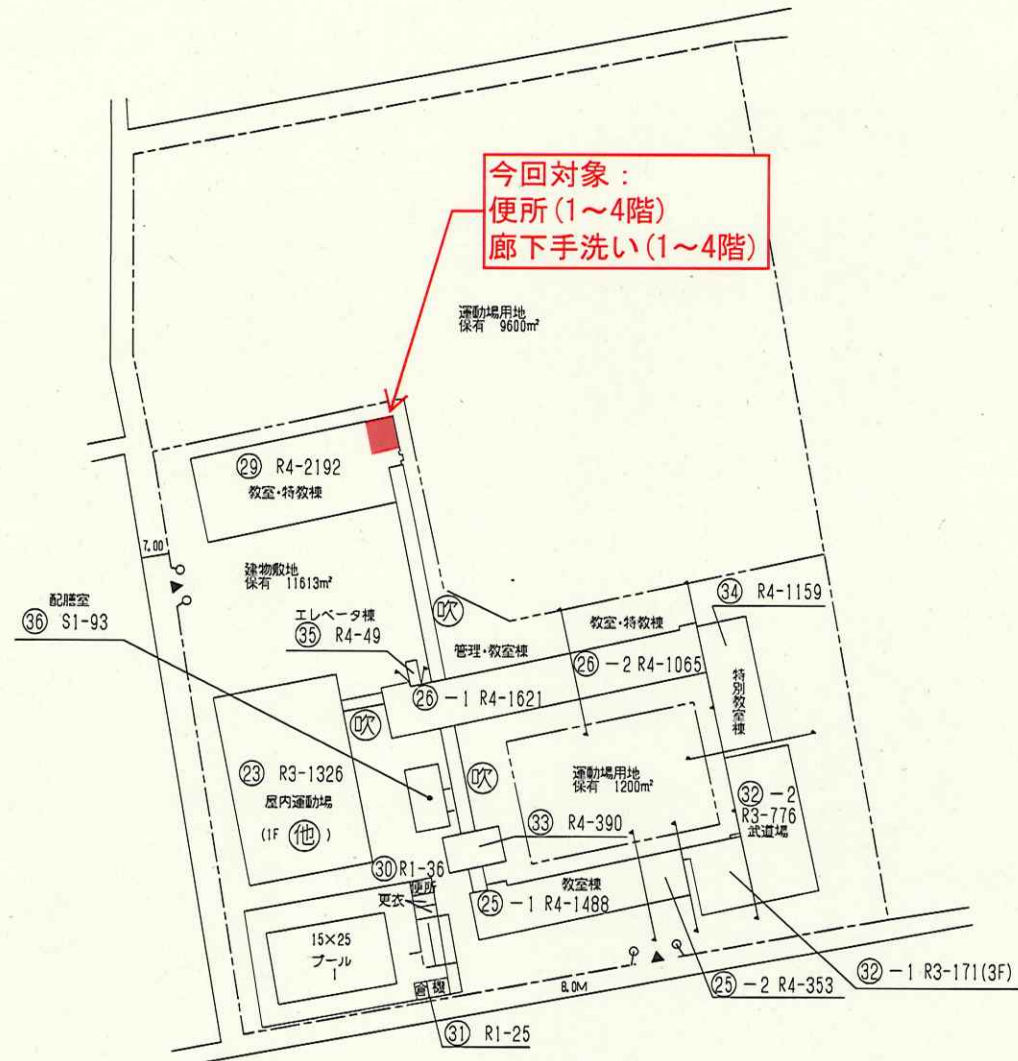 今回対象：
便所(1～4階)
廊下手洗い(1～4階)
運動場用地
保有 9600m²
㉙ R4-2192
教室・特教棟
7.00
建物敷地
保有 11613m²
配膳室
㊱ S1-93
エレベータ棟
㉟ R4-49
吹
管理・教室棟
教室・特教棟
㉞ R4-1159
㉖－1 R4-1621
㉖－2 R4-1065
特別教室棟
吹
吹
㉓ R3-1326
屋内運動場
(1F 他)
運動場用地
保有 1200m²
㉜－2
R3-776
武道場
㉝ R4-390
㉚ R1-36
便所
更衣
教室棟
㉕－1 R4-1488
15×25
プール
1
倉
機
8.0M
㉕－2 R4-353
㉜－1 R3-171(3F)
㉛ R1-25